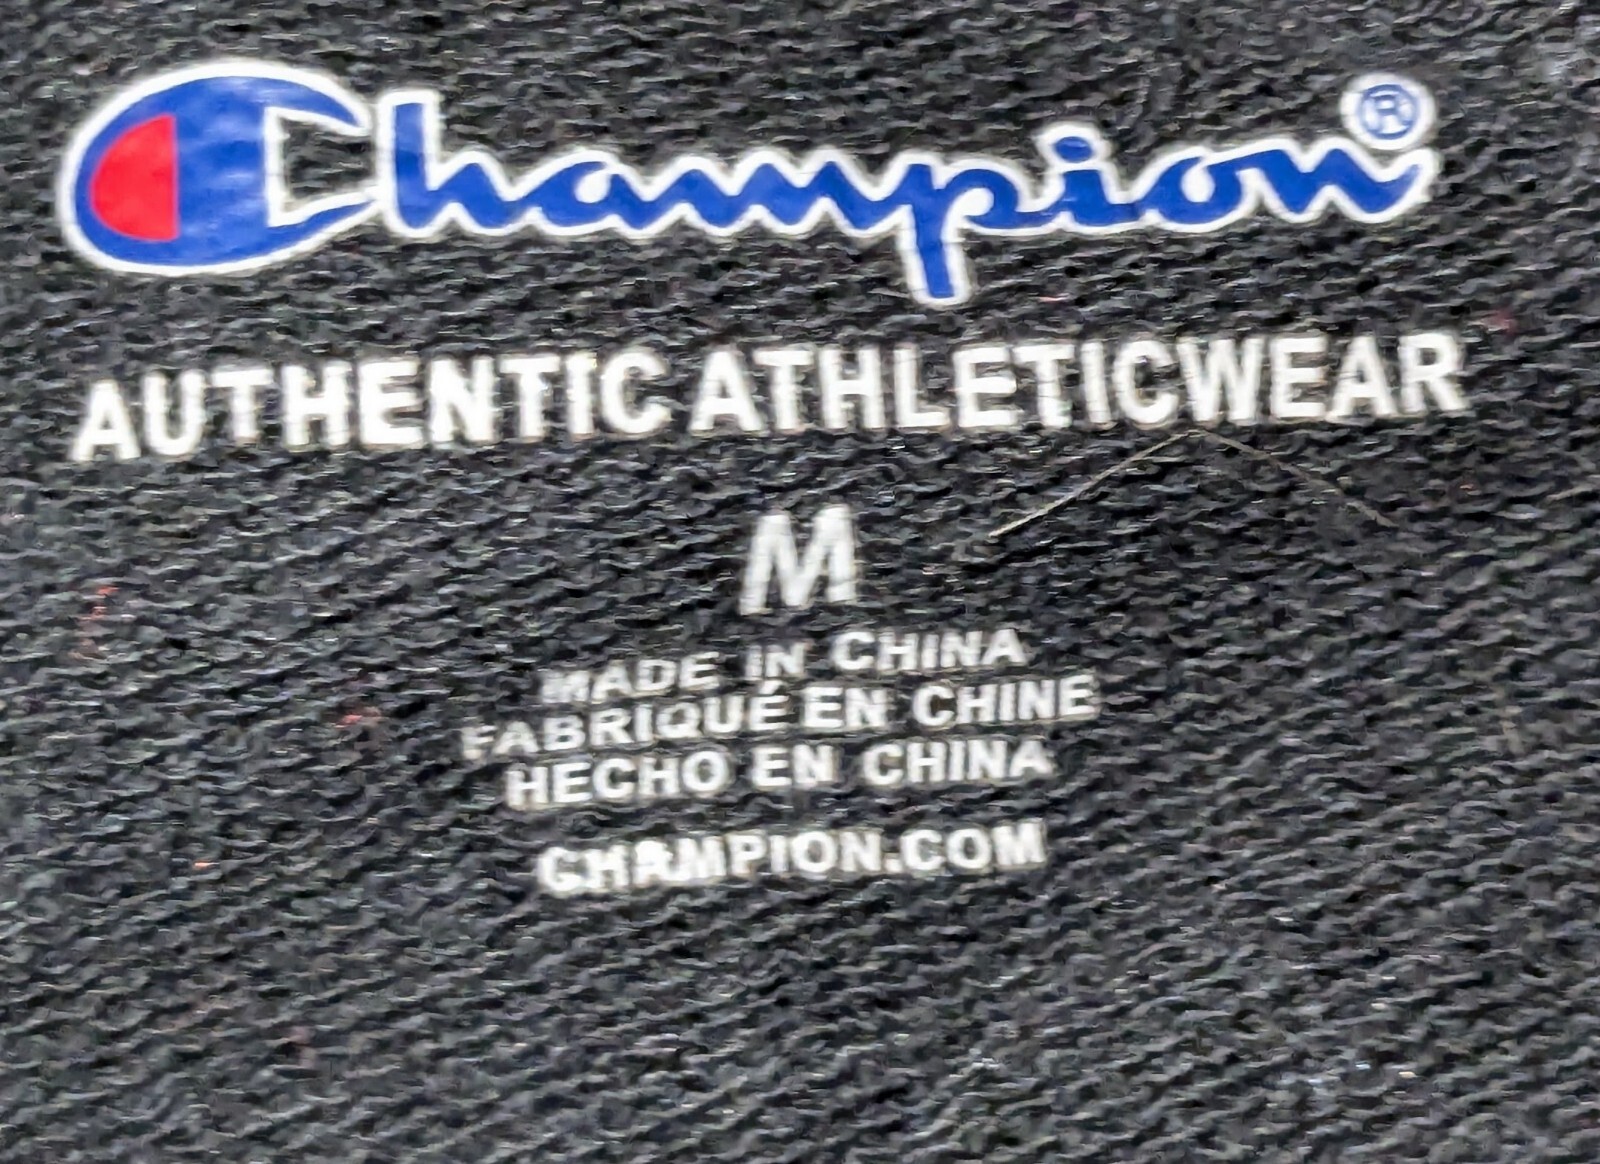 Champion®
AUTHENTIC ATHLETICWEAR
M
MADE IN CHINA
FABRIQUÉ EN CHINE
HECHO EN CHINA
CHAMPION.COM